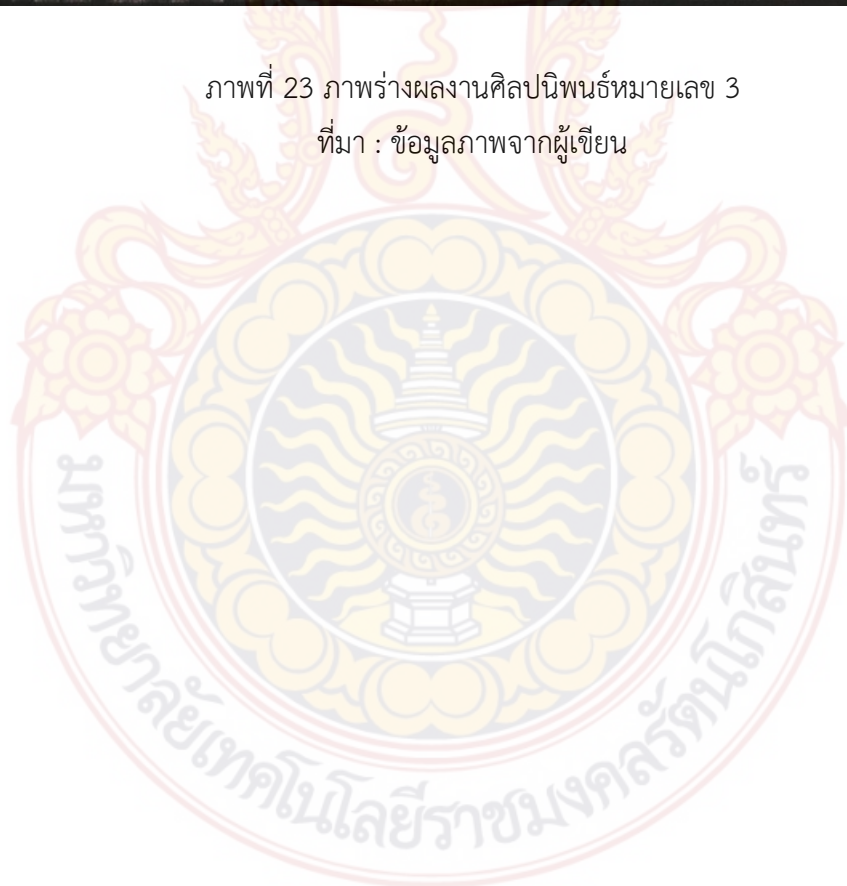 ภาพที่ 23 ภาพร่างผลงานศิลปนิพนธ์หมายเลข 3
ที่มา : ข้อมูลภาพจากผู้เขียน
มหาวิทยาลัยเทคโนโลยีราชมงคลรัตนโกสินทร์